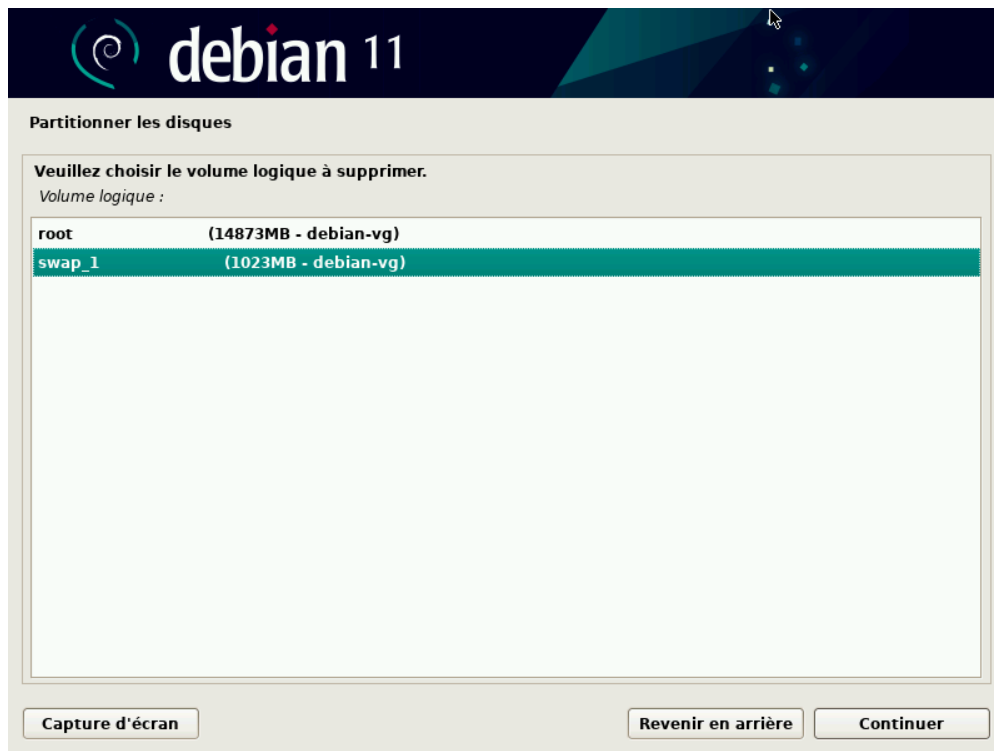 debian 11
Partitionner les disques
Veuillez choisir le volume logique à supprimer.
Volume logique :
root (14873MB - debian-vg)
swap_1 (1023MB - debian-vg)
Capture d'écran Revenir en arrière Continuer